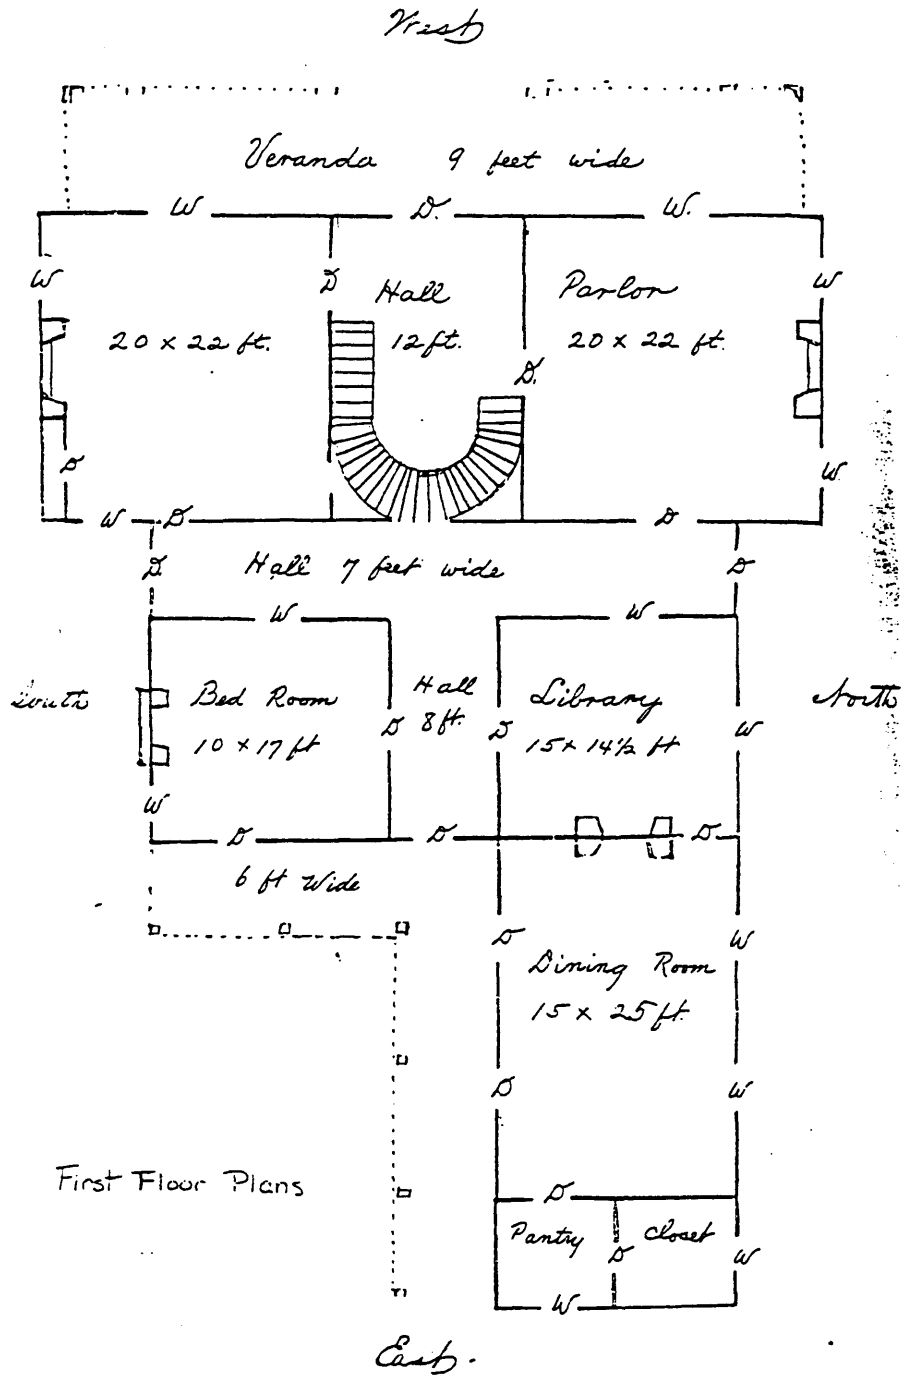 West
Veranda 9 feet wide
W D. W.
W D W
Hall Parlor
20 x 22 ft. 12 ft. 20 x 22 ft.
D.
D W
W D D
D Hall 7 feet wide D
W W
South Bed Room Hall Library North
10 x 17 ft D 8 ft. D 15 x 14½ ft W
W
D D D
6 ft Wide
D W
Dining Room
15 x 25 ft.
D W
First Floor Plans
D
Pantry Closet
D W
W
East.